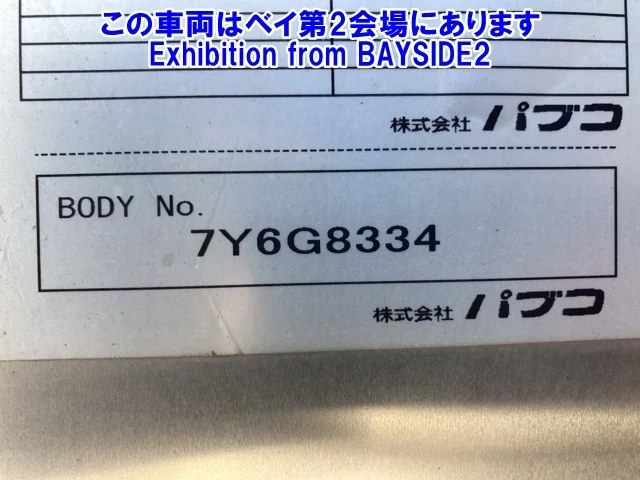 この車両はベイ第2会場にあります
Exhibition from BAYSIDE2
株式会社 パブコ
BODY No.
7Y6G8334
株式会社 パブコ